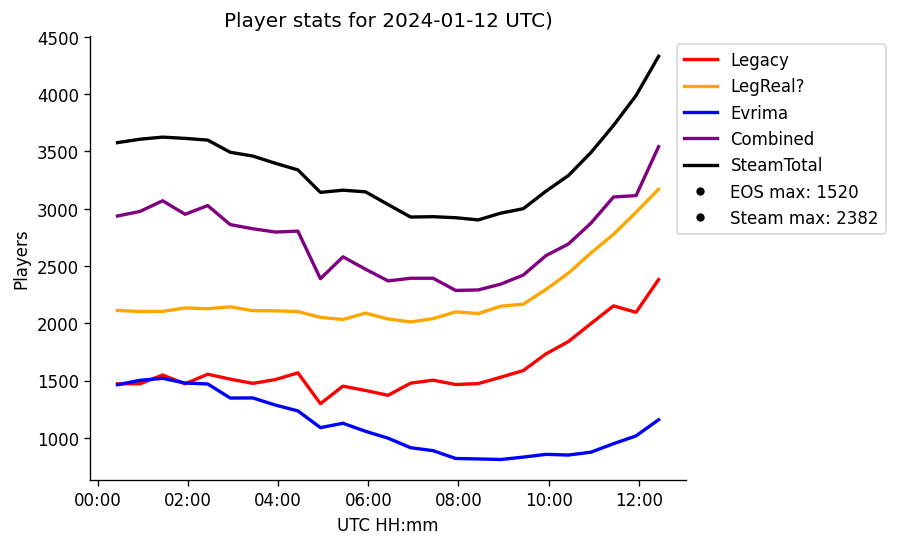 Player stats for 2024-01-12 UTC)
Players
4500
4000
3500
3000
2500
2000
1500
1000
00:00 02:00 04:00 06:00 08:00 10:00 12:00
UTC HH:mm
Legacy
LegReal?
Evrima
Combined
SteamTotal
EOS max: 1520
Steam max: 2382